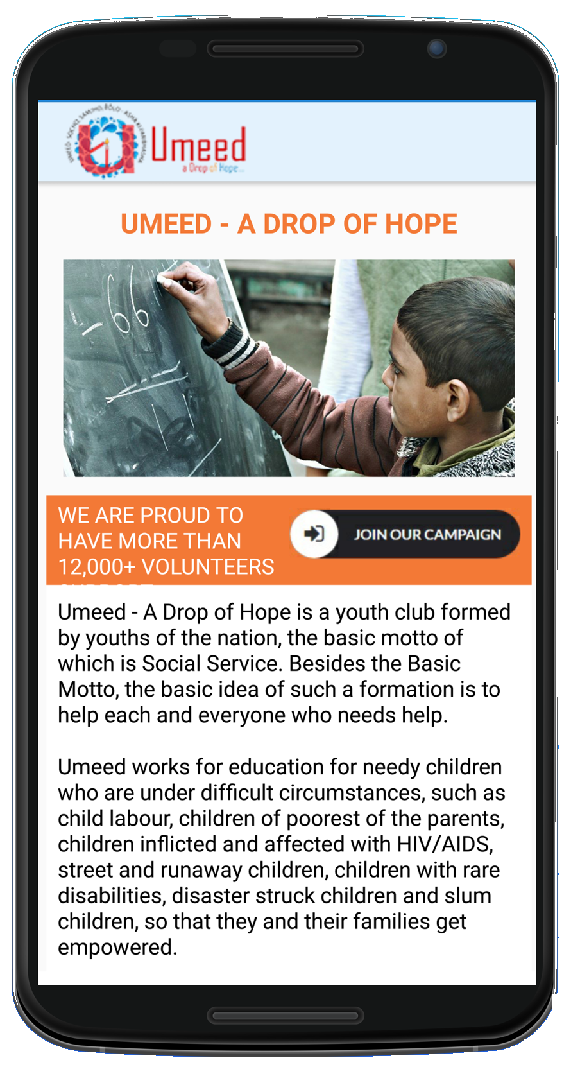 Umeed
a Drop of Hope...
UMEED - A DROP OF HOPE
-66
WE ARE PROUD TO
HAVE MORE THAN
12,000+ VOLUNTEERS
JOIN OUR CAMPAIGN
Umeed - A Drop of Hope is a youth club formed
by youths of the nation, the basic motto of
which is Social Service. Besides the Basic
Motto, the basic idea of such a formation is to
help each and everyone who needs help.
Umeed works for education for needy children
who are under difficult circumstances, such as
child labour, children of poorest of the parents,
children inflicted and affected with HIV/AIDS,
street and runaway children, children with rare
disabilities, disaster struck children and slum
children, so that they and their families get
empowered.